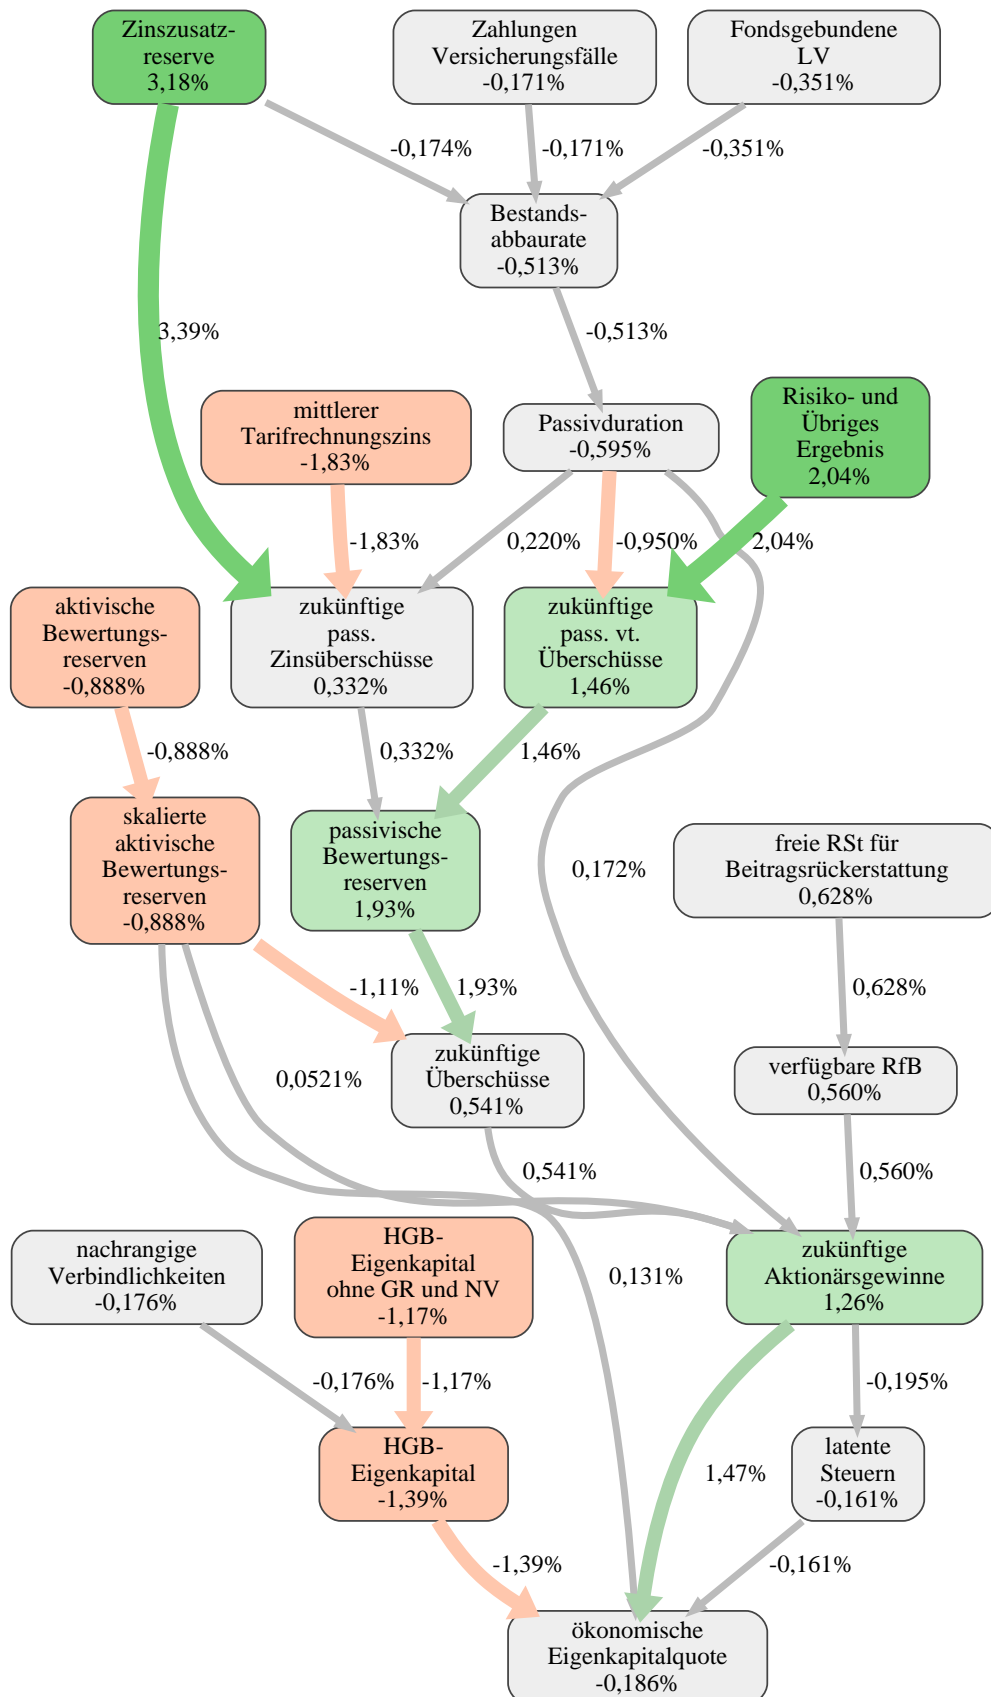 Zinszusatz-
reserve
3,18%
Zahlungen
Versicherungsfälle
-0,171%
Fondsgebundene
LV
-0,351%
-0,174%
-0,171%
-0,351%
Bestands-
abbaurate
-0,513%
3,39%
-0,513%
mittlerer
Tarifrechnungszins
-1,83%
Passivduration
-0,595%
Risiko- und
Übriges
Ergebnis
2,04%
-1,83%
0,220%
-0,950%
2,04%
aktivische
Bewertungs-
reserven
-0,888%
zukünftige
pass.
Zinsüberschüsse
0,332%
zukünftige
pass. vt.
Überschüsse
1,46%
-0,888%
0,332%
1,46%
skalierte
aktivische
Bewertungs-
reserven
-0,888%
passivische
Bewertungs-
reserven
1,93%
0,172%
freie RSt für
Beitragsrückerstattung
0,628%
-1,11%
1,93%
0,628%
zukünftige
Überschüsse
0,541%
verfügbare RfB
0,560%
0,0521%
0,541%
0,560%
nachrangige
Verbindlichkeiten
-0,176%
HGB-
Eigenkapital
ohne GR und NV
-1,17%
0,131%
zukünftige
Aktionärsgewinne
1,26%
-0,176%
-1,17%
-0,195%
HGB-
Eigenkapital
-1,39%
1,47%
latente
Steuern
-0,161%
-1,39%
-0,161%
ökonomische
Eigenkapitalquote
-0,186%